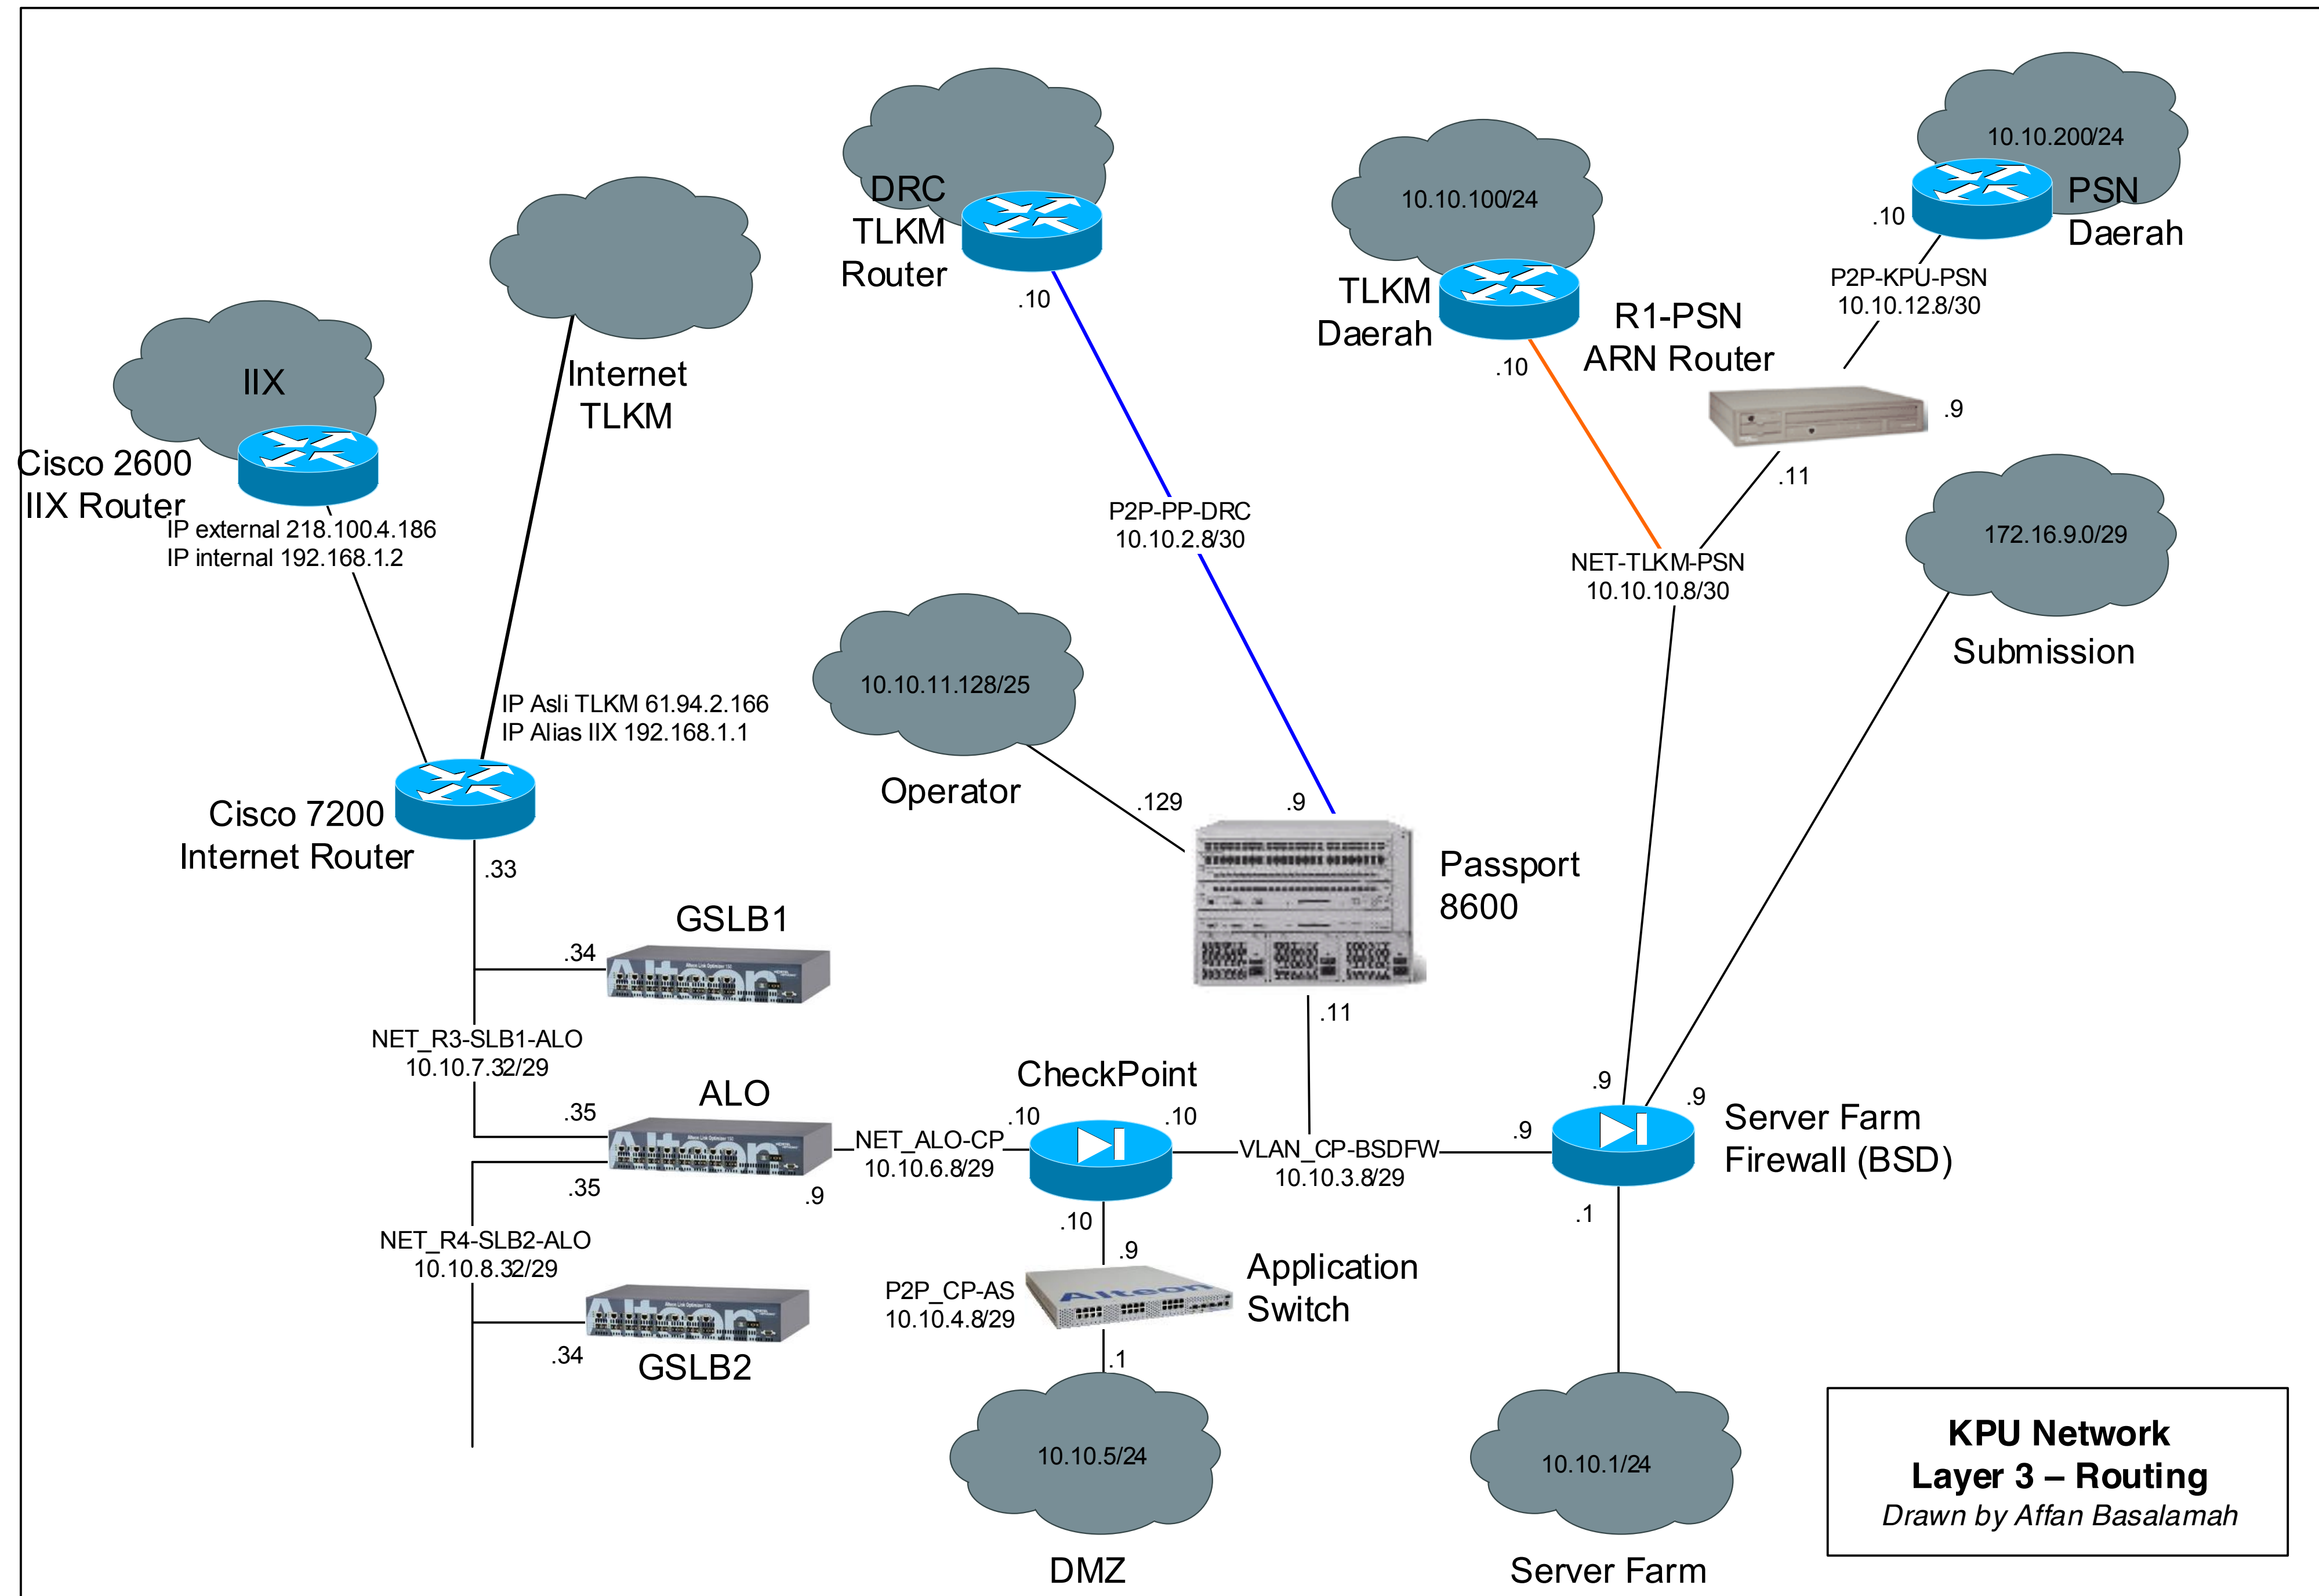 10.10.200/24
PSN
Daerah
.10
P2P-KPU-PSN
10.10.12.8/30
DRC
TLKM
Router
.10
10.10.100/24
TLKM
Daerah
.10
R1-PSN
ARN Router
.9
.11
IIX
Cisco 2600
IIX Router
IP external 218.100.4.186
IP internal 192.168.1.2
Internet
TLKM
P2P-PP-DRC
10.10.2.8/30
NET-TLKM-PSN
10.10.10.8/30
172.16.9.0/29
Submission
10.10.11.128/25
Operator
.129
.9
IP Asli TLKM 61.94.2.166
IP Alias IIX 192.168.1.1
Cisco 7200
Internet Router
.33
Passport
8600
.11
GSLB1
.34
Alteon
NET_R3-SLB1-ALO
10.10.7.32/29
ALO
.35
Alteon
.35
.9
NET_ALO-CP
10.10.6.8/29
CheckPoint
.10
.10
.10
VLAN_CP-BSDFW
10.10.3.8/29
.9
.9
.9
Server Farm
Firewall (BSD)
.1
NET_R4-SLB2-ALO
10.10.8.32/29
Alteon
.34
GSLB2
P2P_CP-AS
10.10.4.8/29
.9
Alteon
Application
Switch
.1
10.10.5/24
DMZ
10.10.1/24
Server Farm
KPU Network
Layer 3 – Routing
Drawn by Affan Basalamah